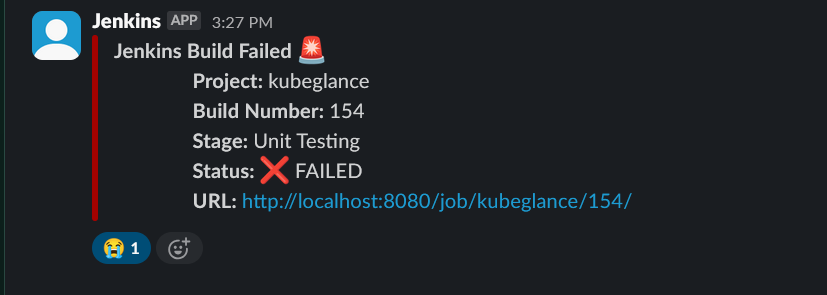 Jenkins APP 3:27 PM
Jenkins Build Failed 🚨
Project: kubeglance
Build Number: 154
Stage: Unit Testing
Status: ❌ FAILED
URL: http://localhost:8080/job/kubeglance/154/
😭 1